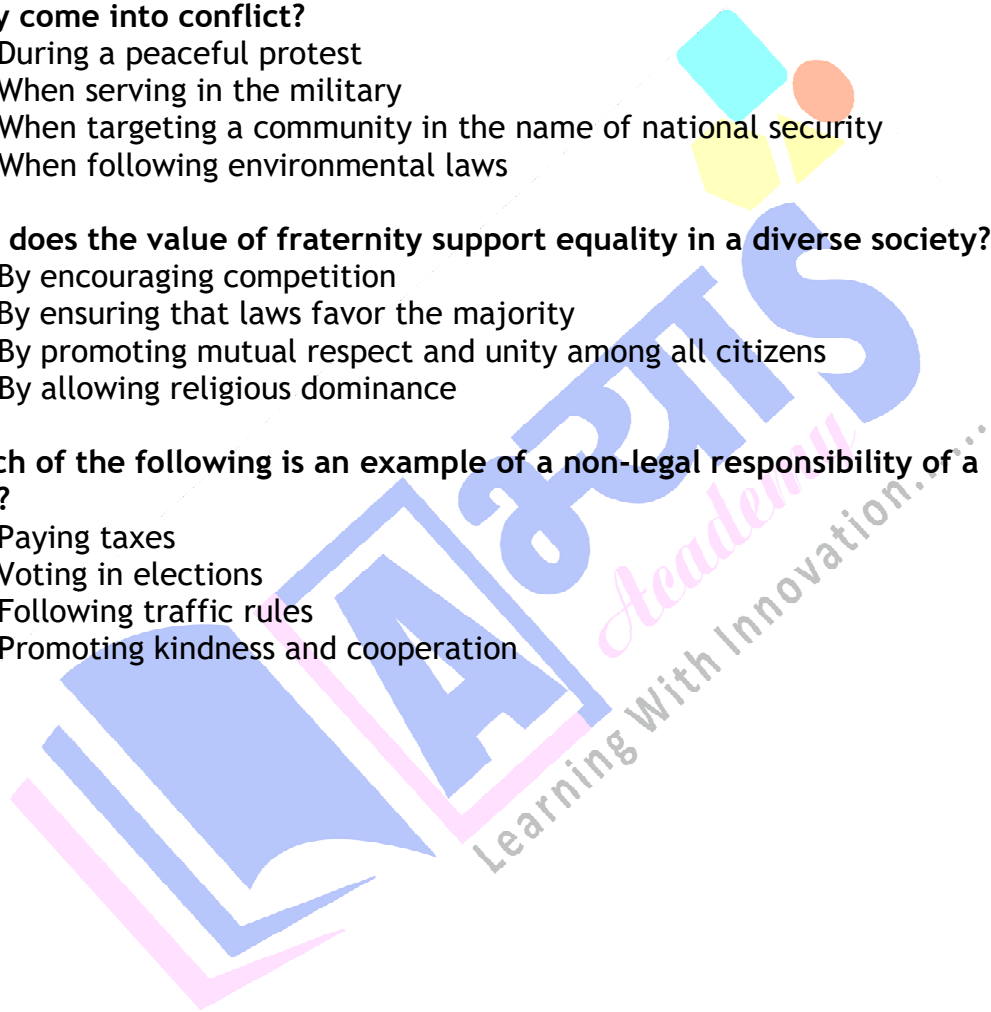 y come into conflict?
During a peaceful protest
When serving in the military
When targeting a community in the name of national security
When following environmental laws
does the value of fraternity support equality in a diverse society?
By encouraging competition
By ensuring that laws favor the majority
By promoting mutual respect and unity among all citizens
By allowing religious dominance
ch of the following is an example of a non-legal responsibility of a
?
Paying taxes
Voting in elections
Following traffic rules
Promoting kindness and cooperation
A
Academy
Learning With Innovation....